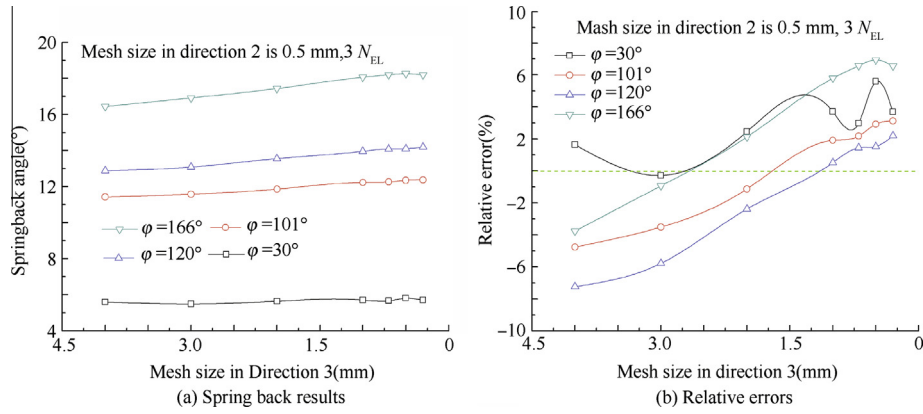 Mesh size in direction 2 is 0.5 mm,3 NEL
20
16
12
8
4
Springback angle(°)
φ=166°
φ=101°
φ=120°
φ=30°
4.5
3.0
1.5
0
Mesh size in Direction 3(mm)
(a) Spring back results
Mash size in direction 2 is 0.5 mm, 3 NEL
10
6
2
−2
−6
−10
Relative error(%)
φ=30°
φ=101°
φ=120°
φ=166°
4.5
3.0
1.5
0
Mesh size in direction 3(mm)
(b) Relative errors